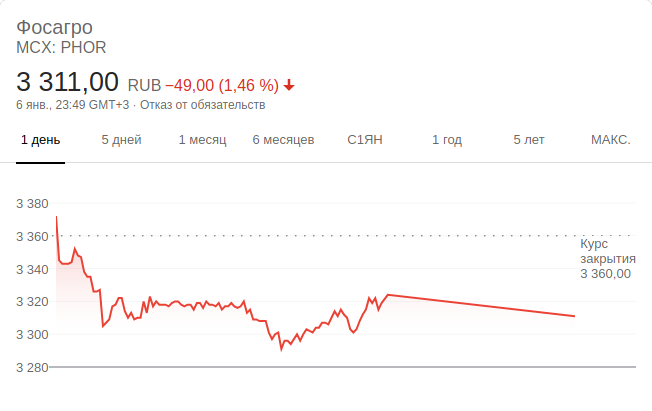 Фосагро
MCX: PHOR
3 311,00 RUB −49,00 (1,46 %)
6 янв., 23:49 GMT+3 · Отказ от обязательств
1 день 5 дней 1 месяц 6 месяцев С1ЯН 1 год 5 лет МАКС.
3 380
3 360
Курс
закрытия
3 360,00
3 340
3 320
3 300
3 280